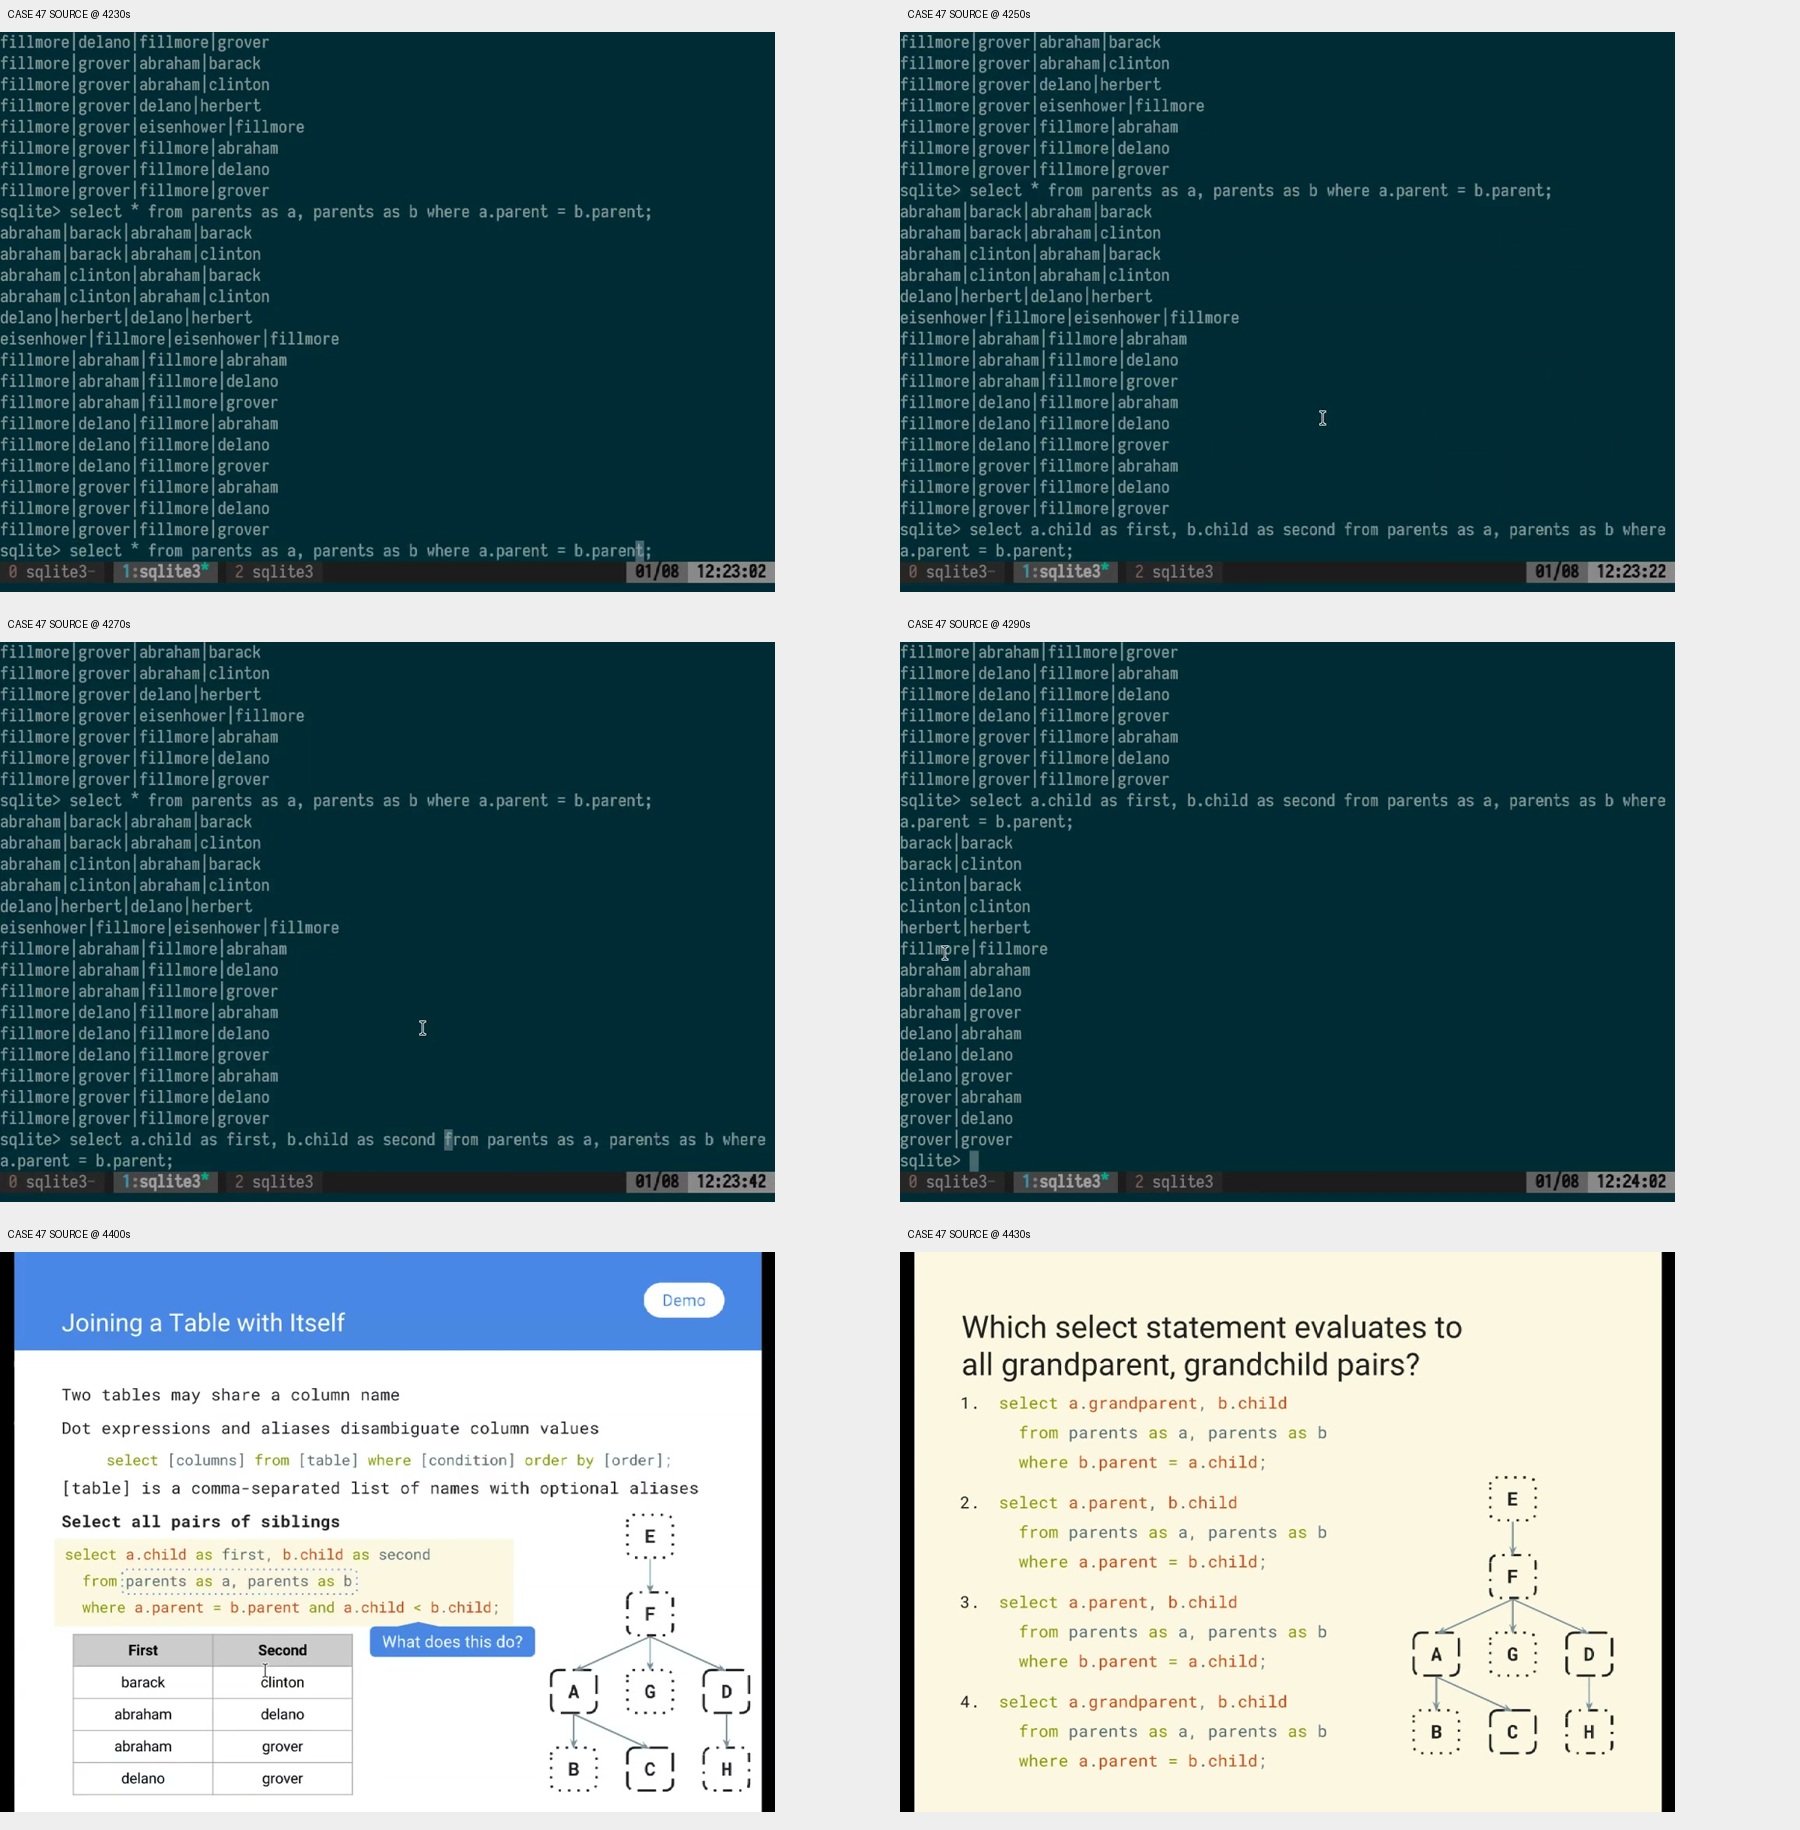 CASE 47 SOURCE @ 4230s
fillmore|delano|fillmore|grover
fillmore|grover|abraham|barack
fillmore|grover|abraham|clinton
fillmore|grover|delano|herbert
fillmore|grover|eisenhower|fillmore
fillmore|grover|fillmore|abraham
fillmore|grover|fillmore|delano
fillmore|grover|fillmore|grover
sqlite> select * from parents as a, parents as b where a.parent = b.parent;
abraham|barack|abraham|barack
abraham|barack|abraham|clinton
abraham|clinton|abraham|barack
abraham|clinton|abraham|clinton
delano|herbert|delano|herbert
eisenhower|fillmore|eisenhower|fillmore
fillmore|abraham|fillmore|abraham
fillmore|abraham|fillmore|delano
fillmore|abraham|fillmore|grover
fillmore|delano|fillmore|abraham
fillmore|delano|fillmore|delano
fillmore|delano|fillmore|grover
fillmore|grover|fillmore|abraham
fillmore|grover|fillmore|delano
fillmore|grover|fillmore|grover
sqlite> select * from parents as a, parents as b where a.parent = b.parent;
0 sqlite3- 1:sqlite3* 2 sqlite3 01/08 12:23:02
CASE 47 SOURCE @ 4250s
fillmore|grover|abraham|barack
fillmore|grover|abraham|clinton
fillmore|grover|delano|herbert
fillmore|grover|eisenhower|fillmore
fillmore|grover|fillmore|abraham
fillmore|grover|fillmore|delano
fillmore|grover|fillmore|grover
sqlite> select * from parents as a, parents as b where a.parent = b.parent;
abraham|barack|abraham|barack
abraham|barack|abraham|clinton
abraham|clinton|abraham|barack
abraham|clinton|abraham|clinton
delano|herbert|delano|herbert
eisenhower|fillmore|eisenhower|fillmore
fillmore|abraham|fillmore|abraham
fillmore|abraham|fillmore|delano
fillmore|abraham|fillmore|grover
fillmore|delano|fillmore|abraham
fillmore|delano|fillmore|delano
fillmore|delano|fillmore|grover
fillmore|grover|fillmore|abraham
fillmore|grover|fillmore|delano
fillmore|grover|fillmore|grover
sqlite> select a.child as first, b.child as second from parents as a, parents as b where
a.parent = b.parent;
0 sqlite3- 1:sqlite3* 2 sqlite3 01/08 12:23:22
CASE 47 SOURCE @ 4270s
fillmore|grover|abraham|barack
fillmore|grover|abraham|clinton
fillmore|grover|delano|herbert
fillmore|grover|eisenhower|fillmore
fillmore|grover|fillmore|abraham
fillmore|grover|fillmore|delano
fillmore|grover|fillmore|grover
sqlite> select * from parents as a, parents as b where a.parent = b.parent;
abraham|barack|abraham|barack
abraham|barack|abraham|clinton
abraham|clinton|abraham|barack
abraham|clinton|abraham|clinton
delano|herbert|delano|herbert
eisenhower|fillmore|eisenhower|fillmore
fillmore|abraham|fillmore|abraham
fillmore|abraham|fillmore|delano
fillmore|abraham|fillmore|grover
fillmore|delano|fillmore|abraham
fillmore|delano|fillmore|delano
fillmore|delano|fillmore|grover
fillmore|grover|fillmore|abraham
fillmore|grover|fillmore|delano
fillmore|grover|fillmore|grover
sqlite> select a.child as first, b.child as second from parents as a, parents as b where
a.parent = b.parent;
0 sqlite3- 1:sqlite3* 2 sqlite3 01/08 12:23:42
CASE 47 SOURCE @ 4290s
fillmore|abraham|fillmore|grover
fillmore|delano|fillmore|abraham
fillmore|delano|fillmore|delano
fillmore|delano|fillmore|grover
fillmore|grover|fillmore|abraham
fillmore|grover|fillmore|delano
fillmore|grover|fillmore|grover
sqlite> select a.child as first, b.child as second from parents as a, parents as b where
a.parent = b.parent;
barack|barack
barack|clinton
clinton|barack
clinton|clinton
herbert|herbert
fillmore|fillmore
abraham|abraham
abraham|delano
abraham|grover
delano|abraham
delano|delano
delano|grover
grover|abraham
grover|delano
grover|grover
sqlite>
0 sqlite3- 1:sqlite3* 2 sqlite3 01/08 12:24:02
CASE 47 SOURCE @ 4400s
Demo
Joining a Table with Itself
Two tables may share a column name
Dot expressions and aliases disambiguate column values
select [columns] from [table] where [condition] order by [order];
[table] is a comma-separated list of names with optional aliases
Select all pairs of siblings
select a.child as first, b.child as second
from parents as a, parents as b
where a.parent = b.parent and a.child < b.child;
What does this do?
First Second
barack clinton
abraham delano
abraham grover
delano grover
E
F
A G D
B C H
CASE 47 SOURCE @ 4430s
Which select statement evaluates to
all grandparent, grandchild pairs?
1. select a.grandparent, b.child
from parents as a, parents as b
where b.parent = a.child;
2. select a.parent, b.child
from parents as a, parents as b
where a.parent = b.child;
3. select a.parent, b.child
from parents as a, parents as b
where b.parent = a.child;
4. select a.grandparent, b.child
from parents as a, parents as b
where a.parent = b.child;
E
F
A G D
B C H